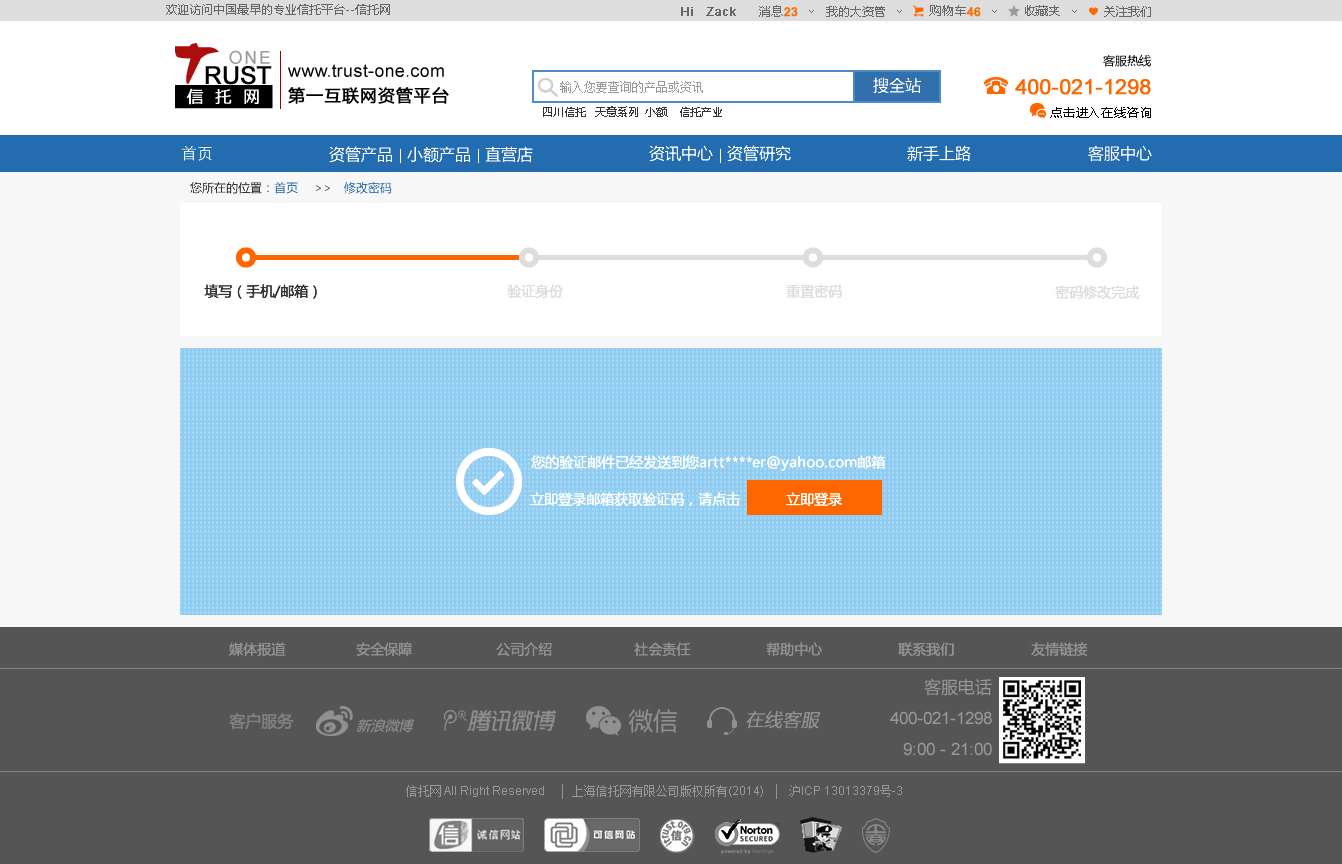 欢迎访问中国最早的专业信托平台--信托网
Hi Zack 消息23 我的大资管 购物车46 收藏夹 关注我们
ONE
TRUST
信托网
www.trust-one.com
第一互联网资管平台
输入您要查询的产品或资讯 搜全站
四川信托 天意系列 小额 信托产业
客服热线
400-021-1298
点击进入在线咨询
首页 资管产品 | 小额产品 | 直营店 资讯中心 | 资管研究 新手上路 客服中心
您所在的位置：首页 >> 修改密码
填写（手机/邮箱） 验证身份 重置密码 密码修改完成
您的验证邮件已经发送到您artt****er@yahoo.com邮箱
立即登录邮箱获取验证码，请点击 立即登录
媒体报道 安全保障 公司介绍 社会责任 帮助中心 联系我们 友情链接
客户服务 新浪微博 腾讯微博 微信 在线客服
客服电话
400-021-1298
9:00 - 21:00
信托网All Right Reserved | 上海信托网有限公司版权所有(2014) | 沪ICP 13013379号-3
信 诚信网站 可信网站 trust.org.cn 信 Norton SECURED